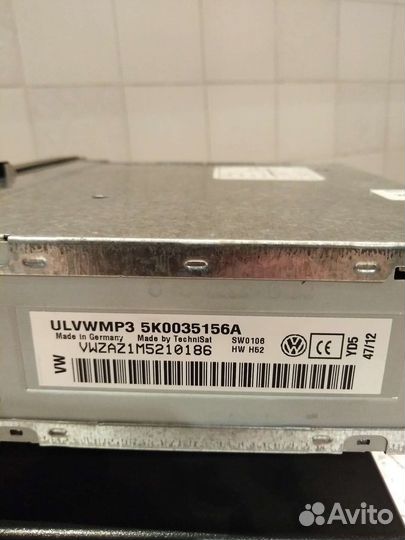 ULVWMP3 5K0035156A
Made in Germany Made by TechniSat SW0106
VWZAZ1M5210186 HW H62
VW
CE
Y05
47/12
Avito